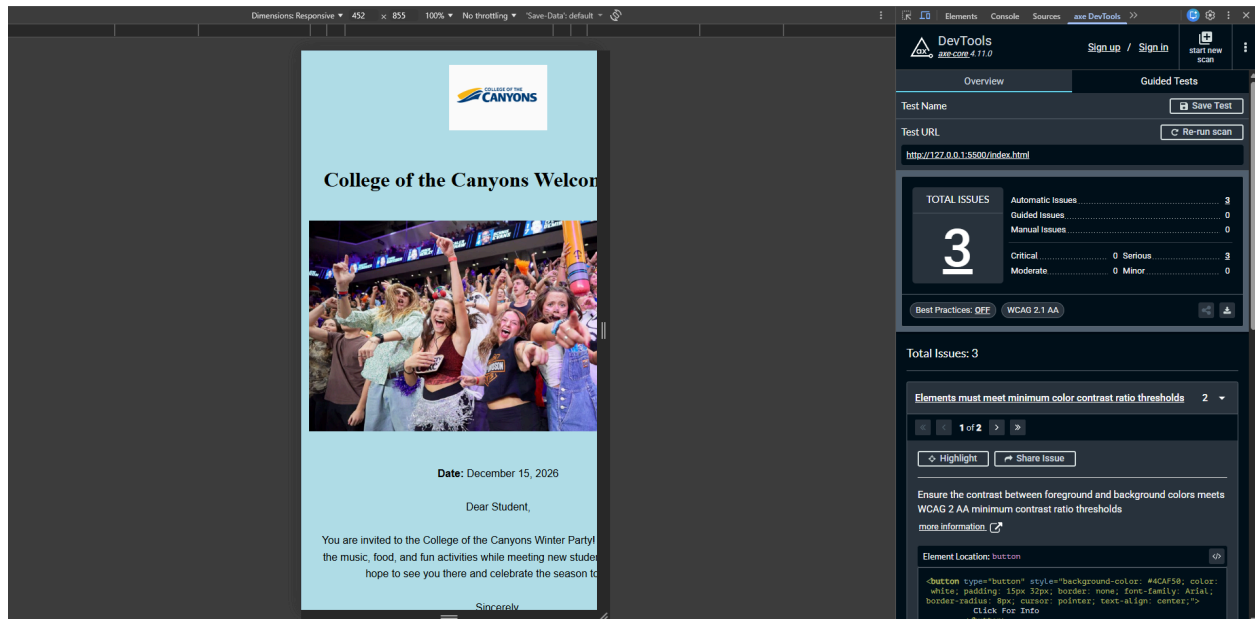 Dimensions: Responsive ▼ 452 × 855 100% ▼ No throttling ▼ 'Save-Data': default
Elements Console Sources axe DevTools
COLLEGE OF THE
CANYONS
College of the Canyons Welcon
Date: December 15, 2026
Dear Student,
You are invited to the College of the Canyons Winter Party!
the music, food, and fun activities while meeting new studen
hope to see you there and celebrate the season to
Sincerely
ax
DevTools
axe-core 4.11.0
Sign up / Sign in
start new
scan
Overview Guided Tests
Test Name Save Test
Test URL Re-run scan
http://127.0.0.1:5500/index.html
TOTAL ISSUES
3
Automatic Issues 3
Guided Issues 0
Manual Issues 0
Critical 0 Serious 3
Moderate 0 Minor 0
Best Practices: OFF WCAG 2.1 AA
Total Issues: 3
Elements must meet minimum color contrast ratio thresholds 2
1 of 2
Highlight Share Issue
Ensure the contrast between foreground and background colors meets
WCAG 2 AA minimum contrast ratio thresholds
more information
Element Location: button
<button type="button" style="background-color: #4CAF50; color:
white; padding: 15px 32px; border: none; font-family: Arial;
border-radius: 8px; cursor: pointer; text-align: center;">
Click For Info